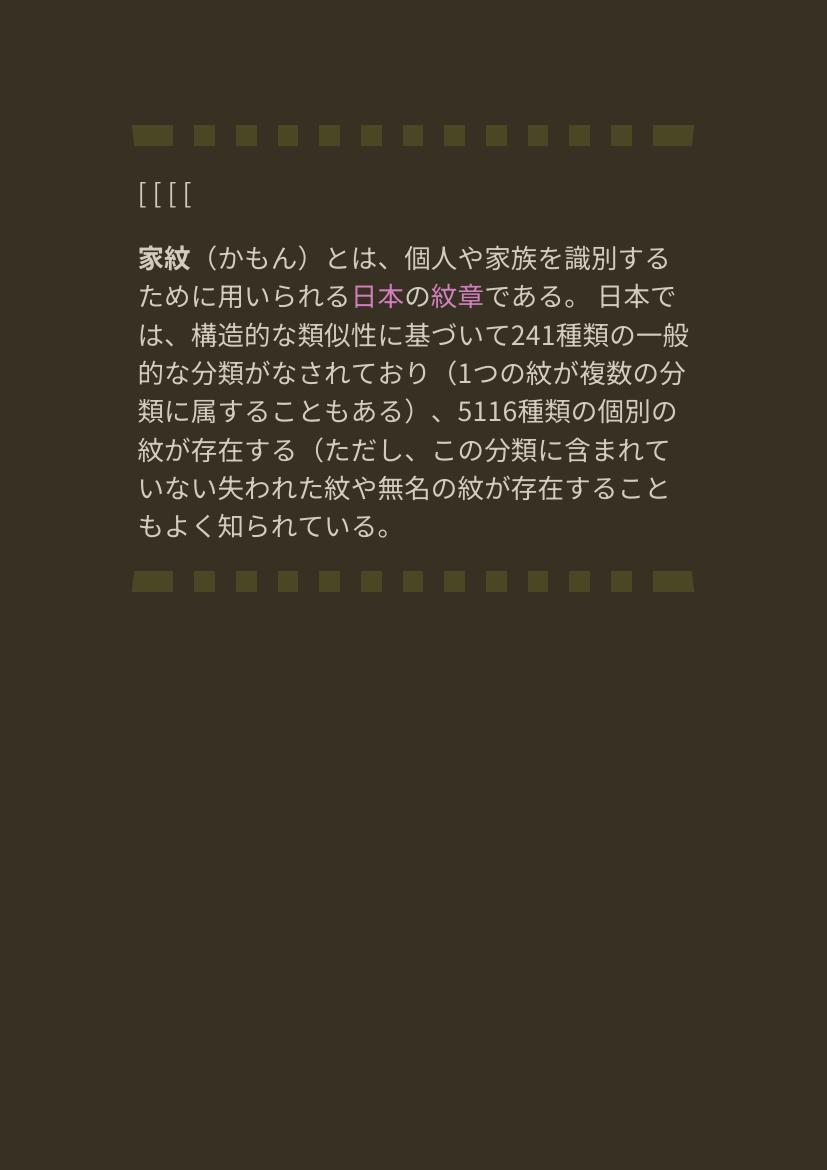 [ [ [ [
家紋（かもん）とは、個人や家族を識別する
ために用いられる日本の紋章である。 日本で
は、構造的な類似性に基づいて241種類の一般
的な分類がなされており（1つの紋が複数の分
類に属することもある）、5116種類の個別の
紋が存在する（ただし、この分類に含まれて
いない失われた紋や無名の紋が存在すること
もよく知られている。